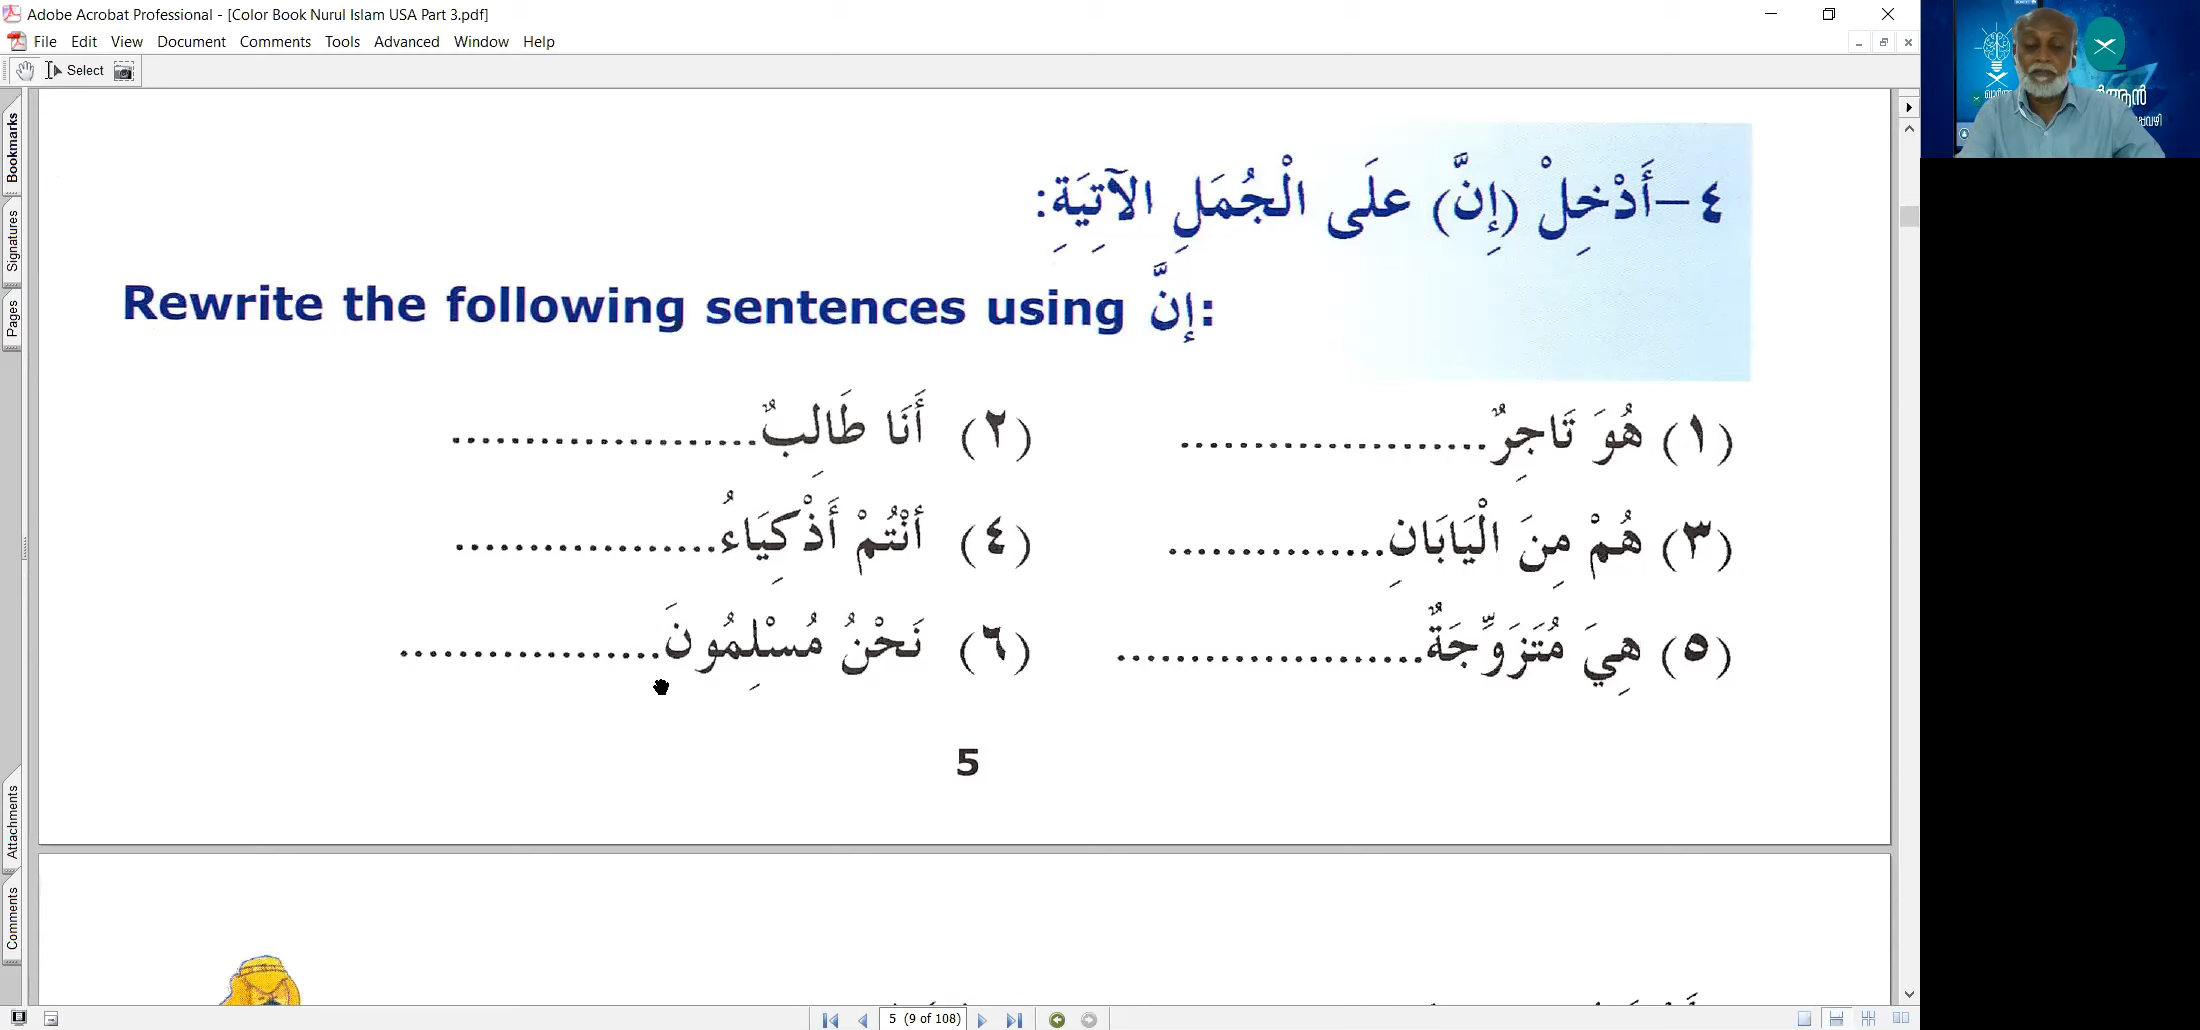 Adobe Acrobat Professional - [Color Book Nurul Islam USA Part 3.pdf]
File Edit View Document Comments Tools Advanced Window Help
Select
Bookmarks
Signatures
Pages
Attachments
Comments
٤-أَدْخِلْ (إِنَّ) علَى الْجُمَلِ الآتِيَةِ:
Rewrite the following sentences using إِنَّ:
(١) هُوَ تَاجِرٌ..................... (٢) أَنَا طَالِبٌ.....................
(٣) هُمْ مِنَ الْيَابَانِ............... (٤) أنْتُمْ أَذْكِيَاءُ..................
(٥) هِيَ مُتَزَوِّجَةٌ..................... (٦) نَحْنُ مُسْلِمُونَ..................
5
5 (9 of 108)